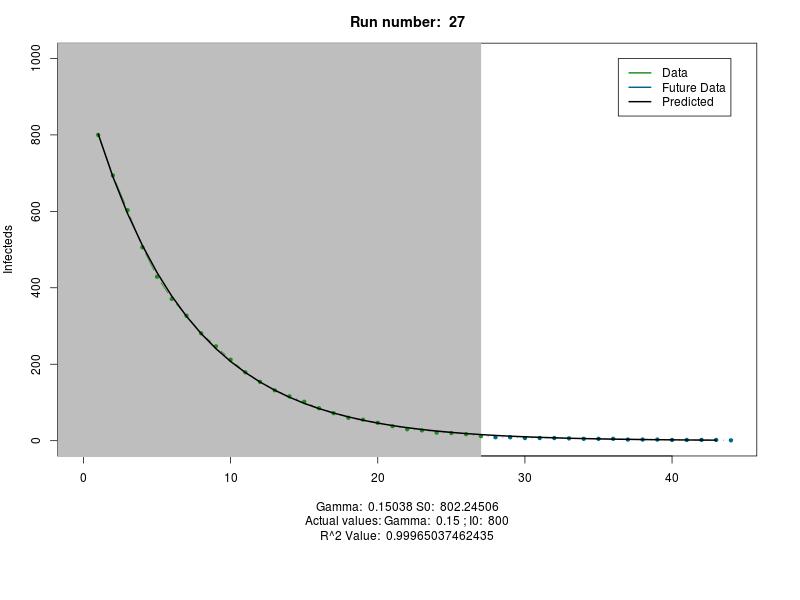 Run number: 27
Infecteds
1000
800
600
400
200
0
Data
Future Data
Predicted
0 10 20 30 40
Gamma: 0.15038 S0: 802.24506
Actual values: Gamma: 0.15 ; I0: 800
R^2 Value: 0.99965037462435